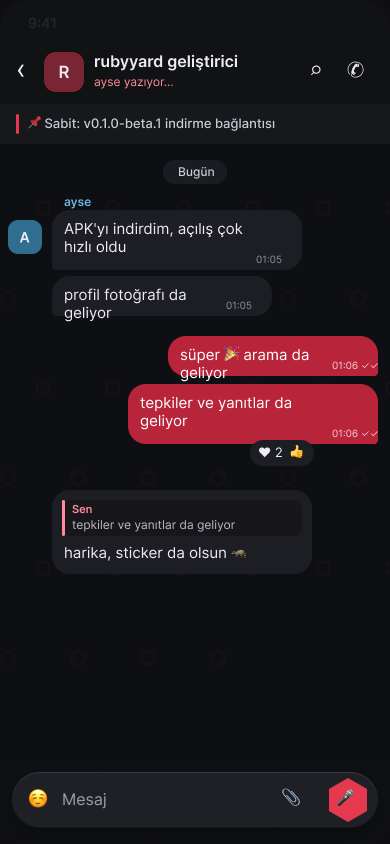 9:41
R
rubyyard geliştirici
ayse yazıyor...
📌 Sabit: v0.1.0-beta.1 indirme bağlantısı
Bugün
ayse
A
APK'yı indirdim, açılış çok
hızlı oldu
01:05
profil fotoğrafı da
geliyor
01:05
süper 🎉 arama da
geliyor
01:06 ✓✓
tepkiler ve yanıtlar da
geliyor
01:06 ✓✓
♥ 2 👍
Sen
tepkiler ve yanıtlar da geliyor
harika, sticker da olsun 🦡
Mesaj